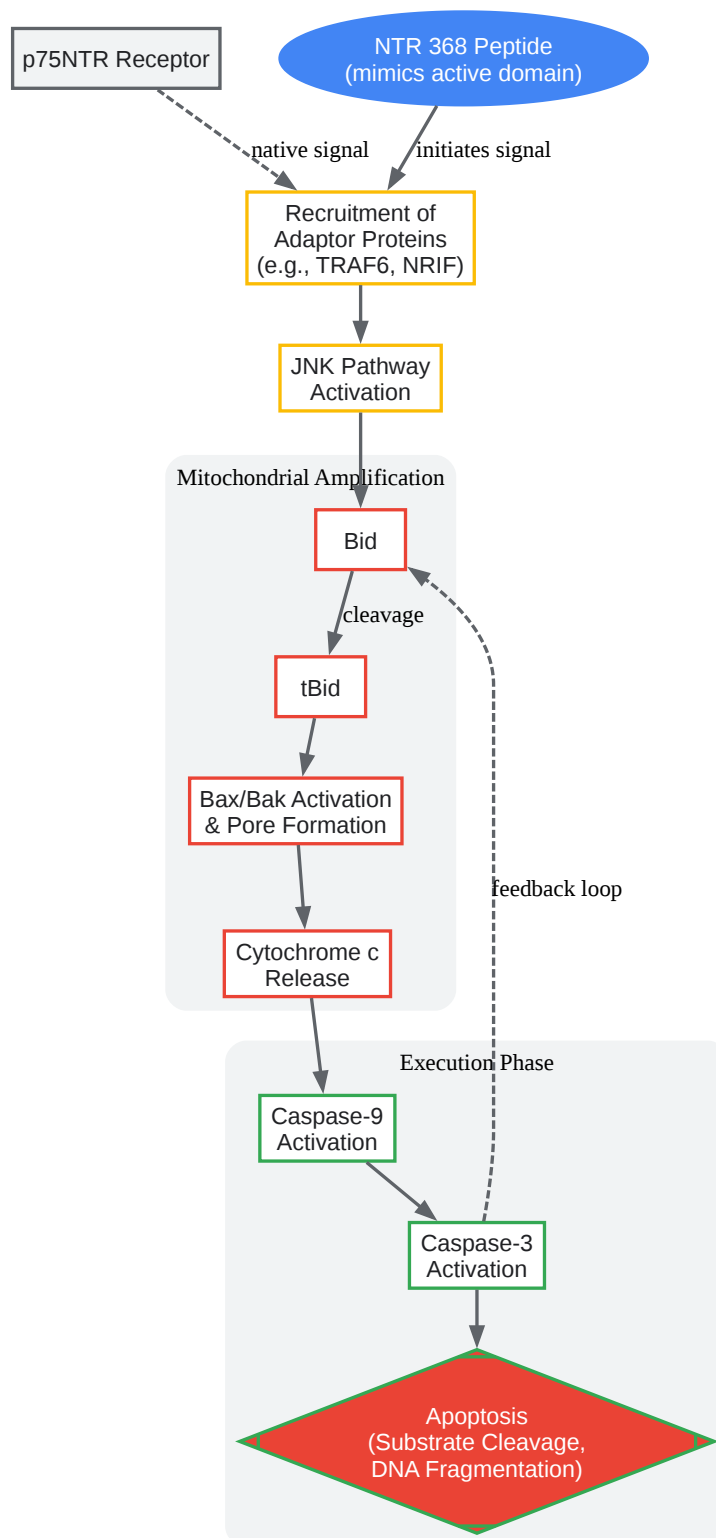 p75NTR Receptor
NTR 368 Peptide
(mimics active domain)
native signal
initiates signal
Recruitment of
Adaptor Proteins
(e.g., TRAF6, NRIF)
JNK Pathway
Activation
Mitochondrial Amplification
Bid
cleavage
tBid
Bax/Bak Activation
& Pore Formation
feedback loop
Cytochrome c
Release
Execution Phase
Caspase-9
Activation
Caspase-3
Activation
Apoptosis
(Substrate Cleavage,
DNA Fragmentation)